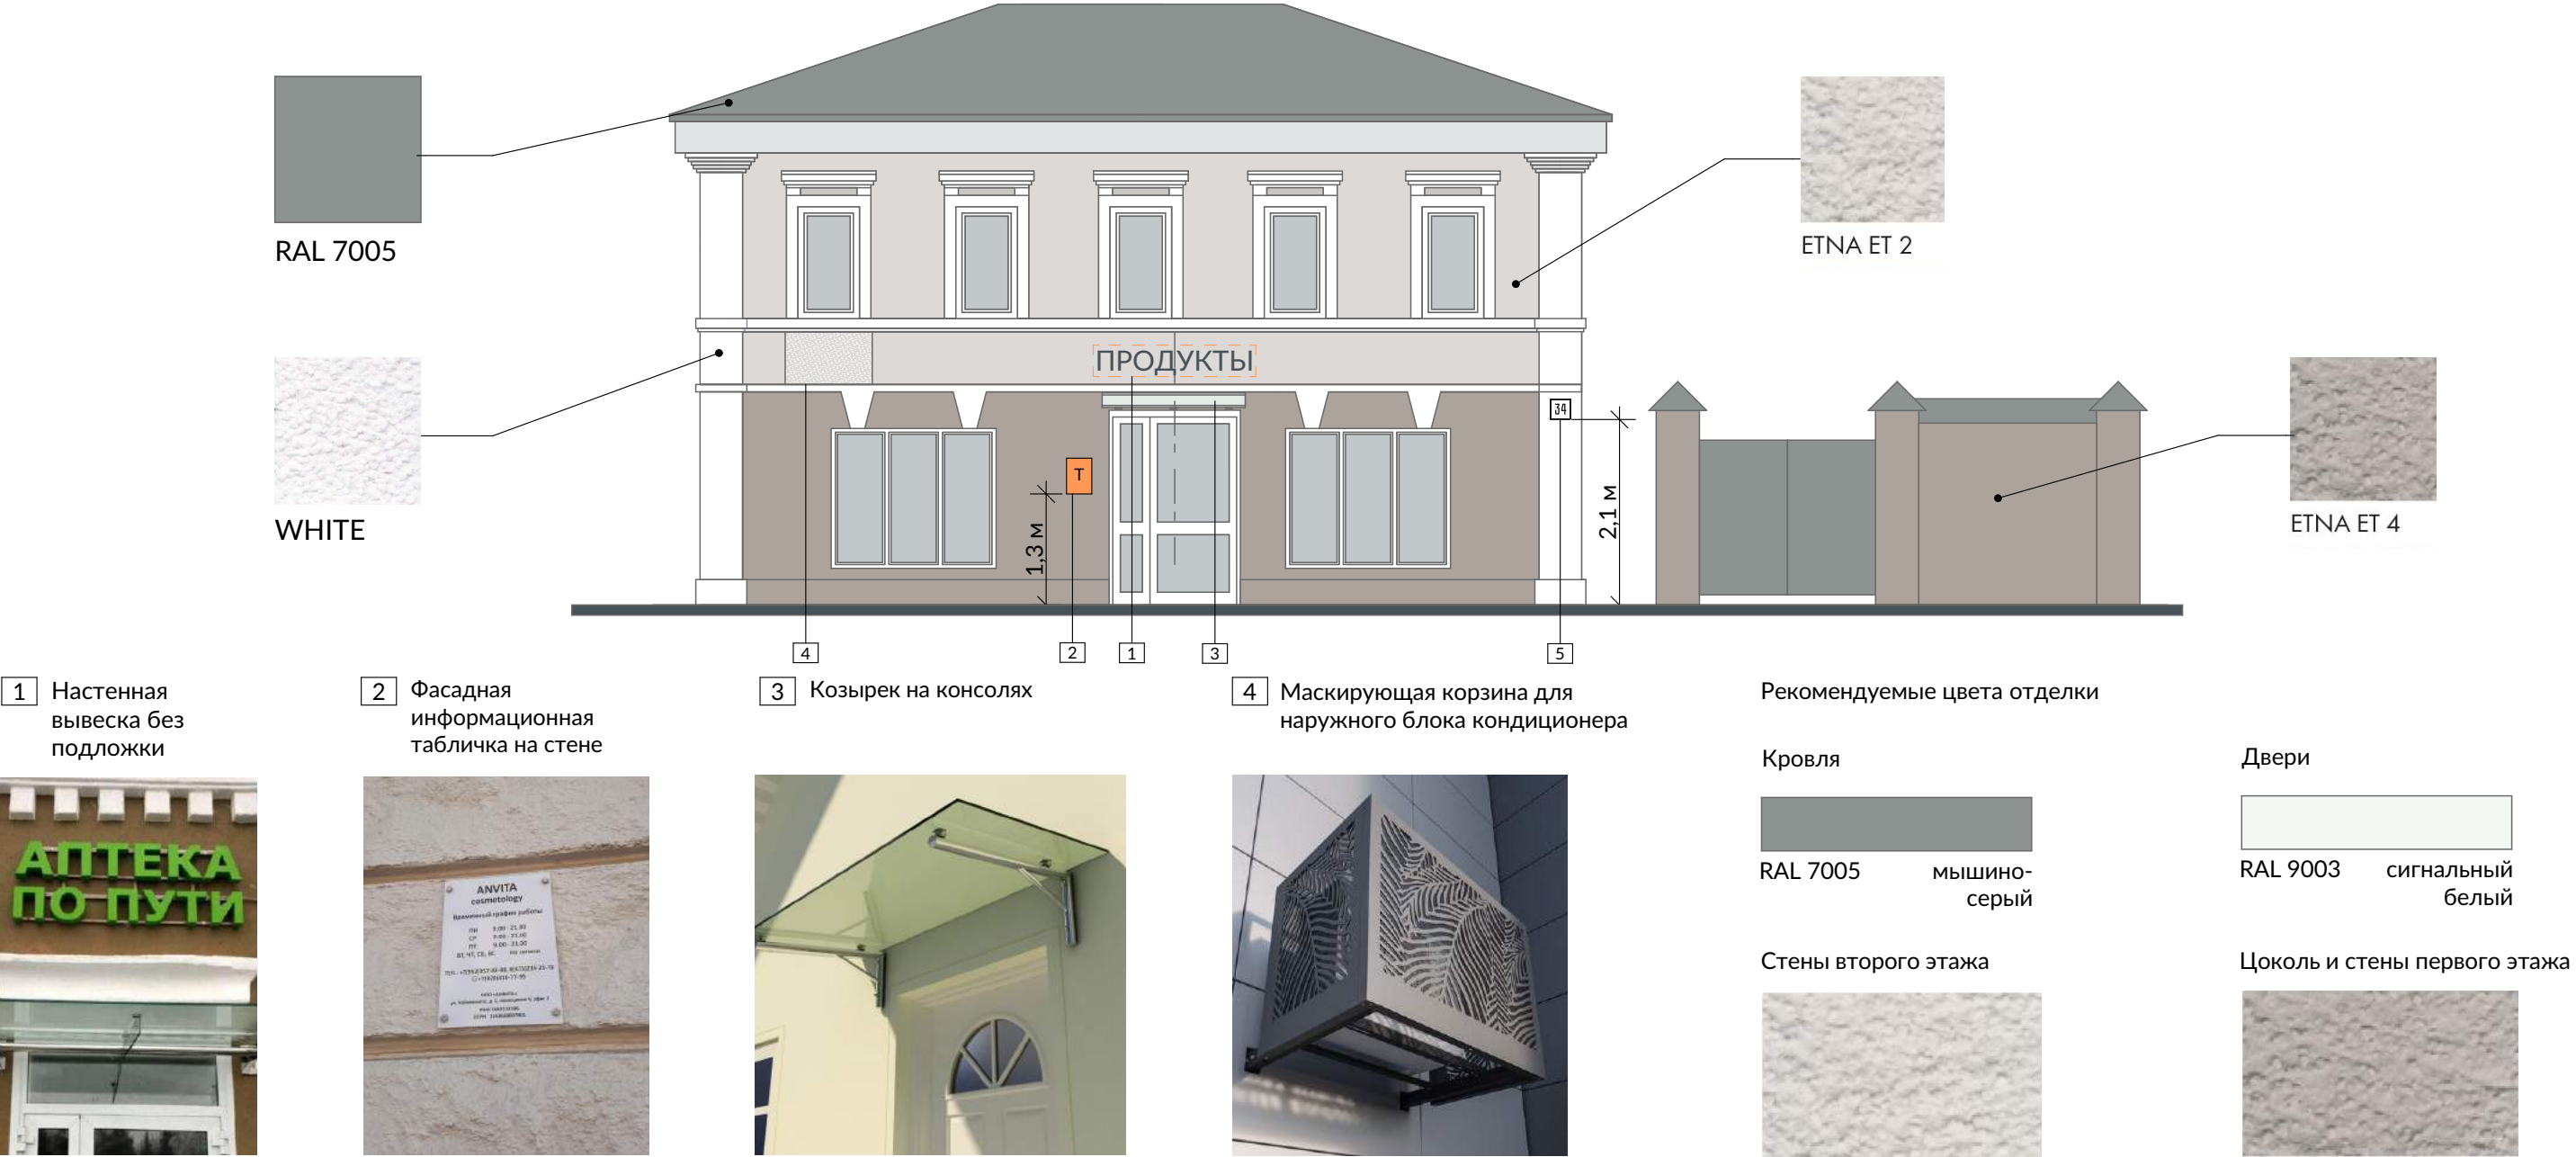 RAL 7005
WHITE
ETNA ET 2
ETNA ET 4
ПРОДУКТЫ
34
T
1,3 м
2,1 м
4
2
1
3
5
1
Настенная
вывеска без
подложки
2
Фасадная
информационная
табличка на стене
3
Козырек на консолях
4
Маскирующая корзина для
наружного блока кондиционера
Рекомендуемые цвета отделки
Кровля
RAL 7005
мышино-
серый
Двери
RAL 9003
сигнальный
белый
Стены второго этажа
Цоколь и стены первого этажа
АПТЕКА
ПО ПУТИ
ANVITA
cosmetology
Временный график работы